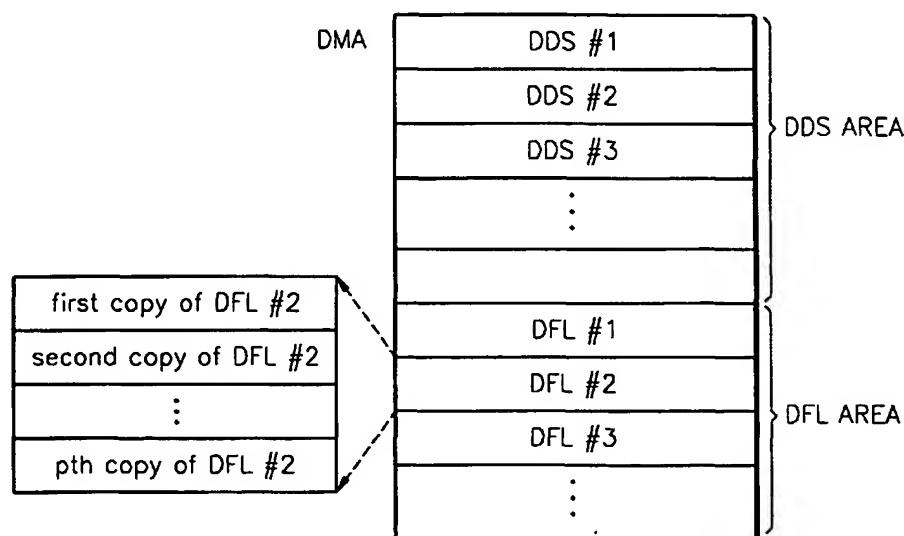 DMA
DDS #1
DDS #2
DDS #3
⋮
DDS AREA
DFL #1
DFL #2
DFL #3
⋮
DFL AREA
first copy of DFL #2
second copy of DFL #2
⋮
pth copy of DFL #2